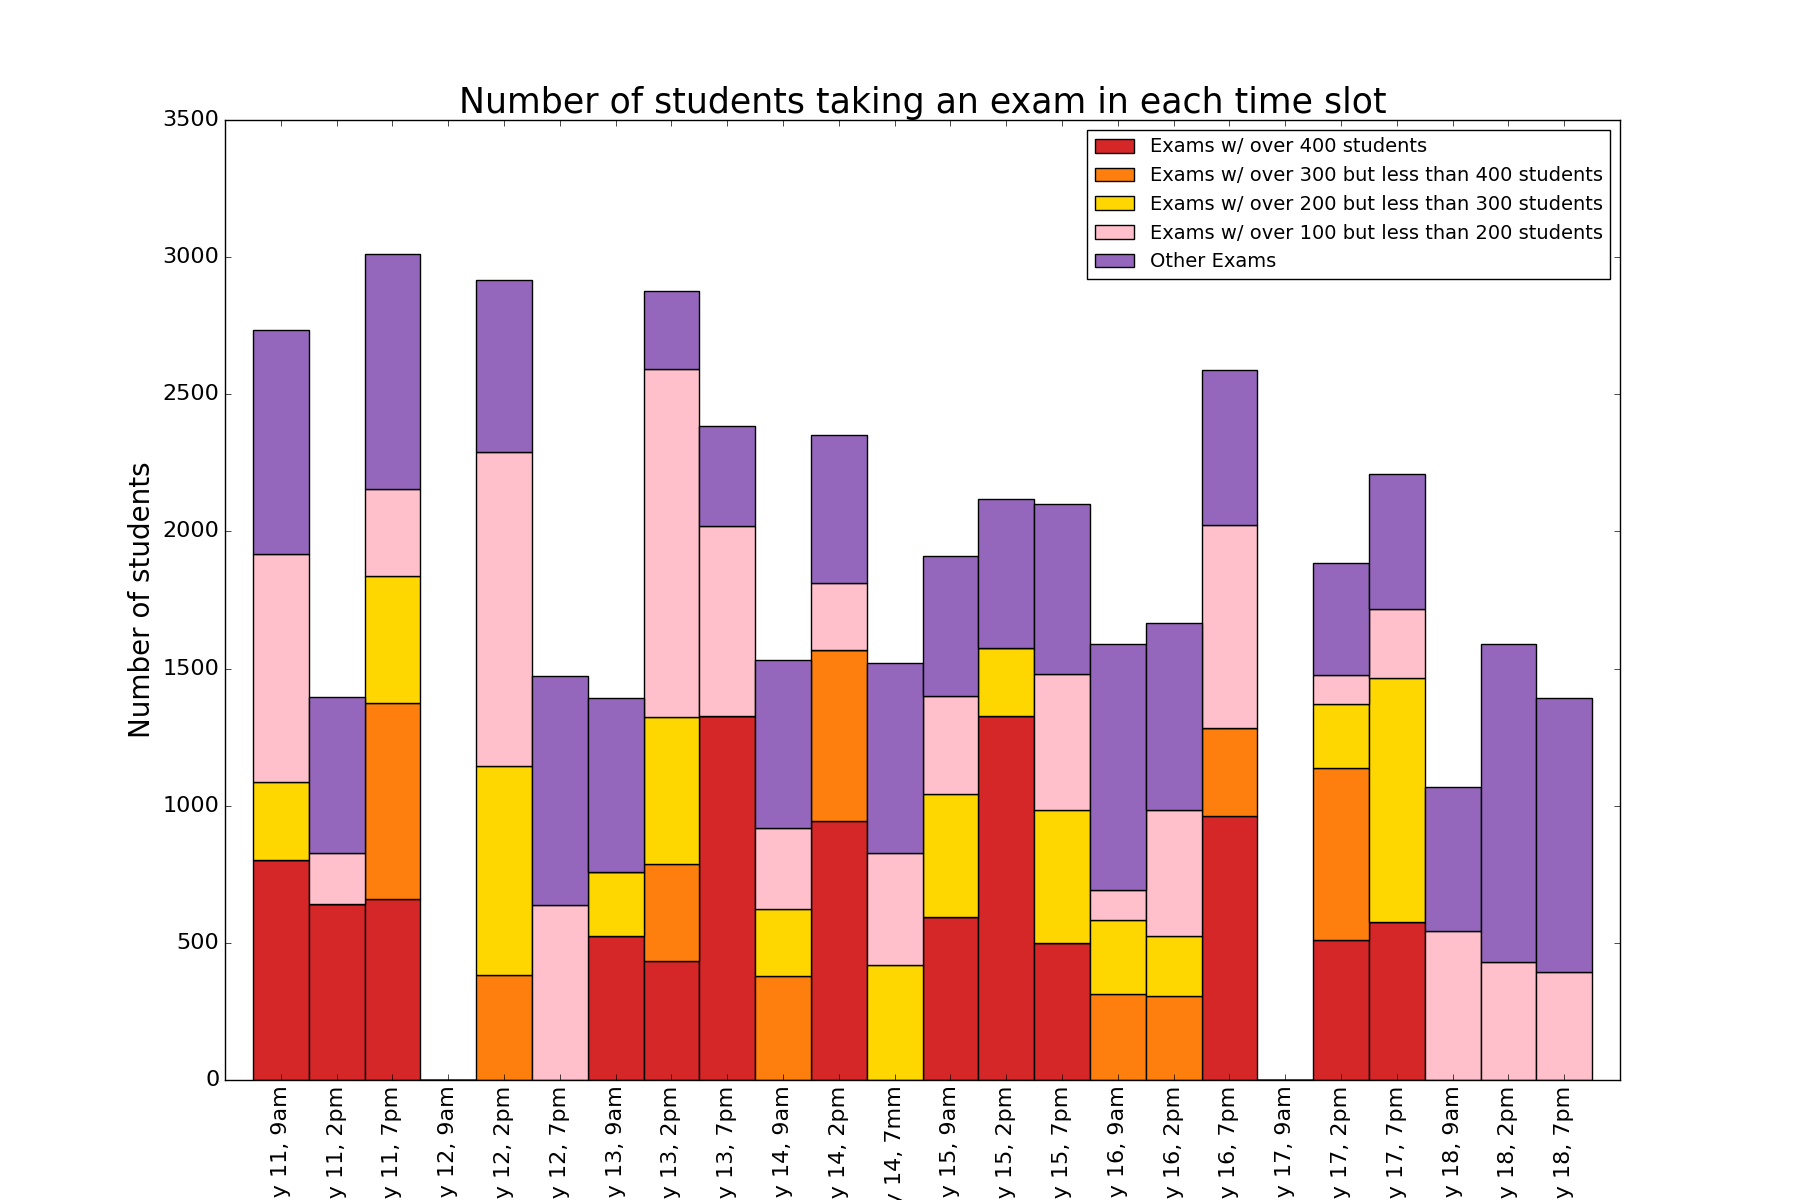 Number of students taking an exam in each time slot
3500
3000
2500
2000
1500
1000
500
0
Number of students
Exams w/ over 400 students
Exams w/ over 300 but less than 400 students
Exams w/ over 200 but less than 300 students
Exams w/ over 100 but less than 200 students
Other Exams
y 11, 9am
y 11, 2pm
y 11, 7pm
y 12, 9am
y 12, 2pm
y 12, 7pm
y 13, 9am
y 13, 2pm
y 13, 7pm
y 14, 9am
y 14, 2pm
y 14, 7mm
y 15, 9am
y 15, 2pm
y 15, 7pm
y 16, 9am
y 16, 2pm
y 16, 7pm
y 17, 9am
y 17, 2pm
y 17, 7pm
y 18, 9am
y 18, 2pm
y 18, 7pm